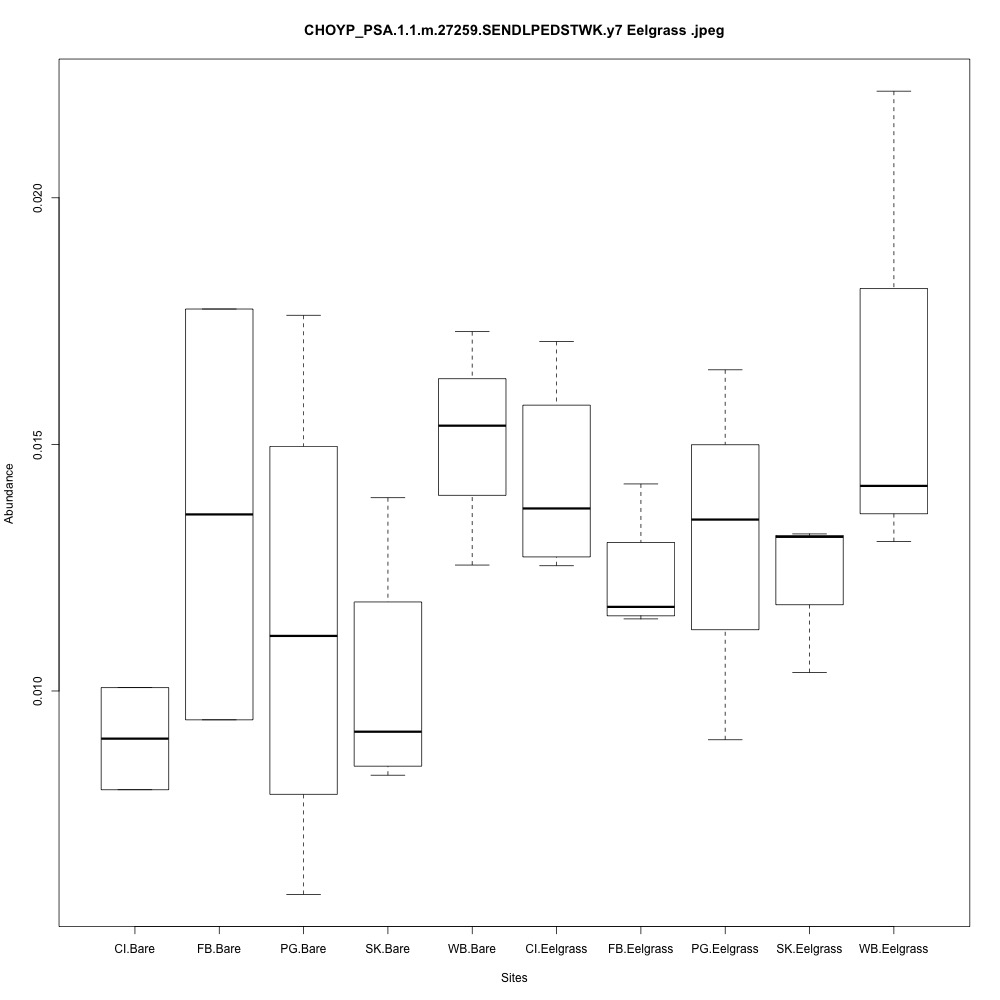 CHOYP_PSA.1.1.m.27259.SENDLPEDSTWK.y7 Eelgrass .jpeg
0.020
0.015
0.010
Abundance
CI.Bare FB.Bare PG.Bare SK.Bare WB.Bare CI.Eelgrass FB.Eelgrass PG.Eelgrass SK.Eelgrass WB.Eelgrass
Sites